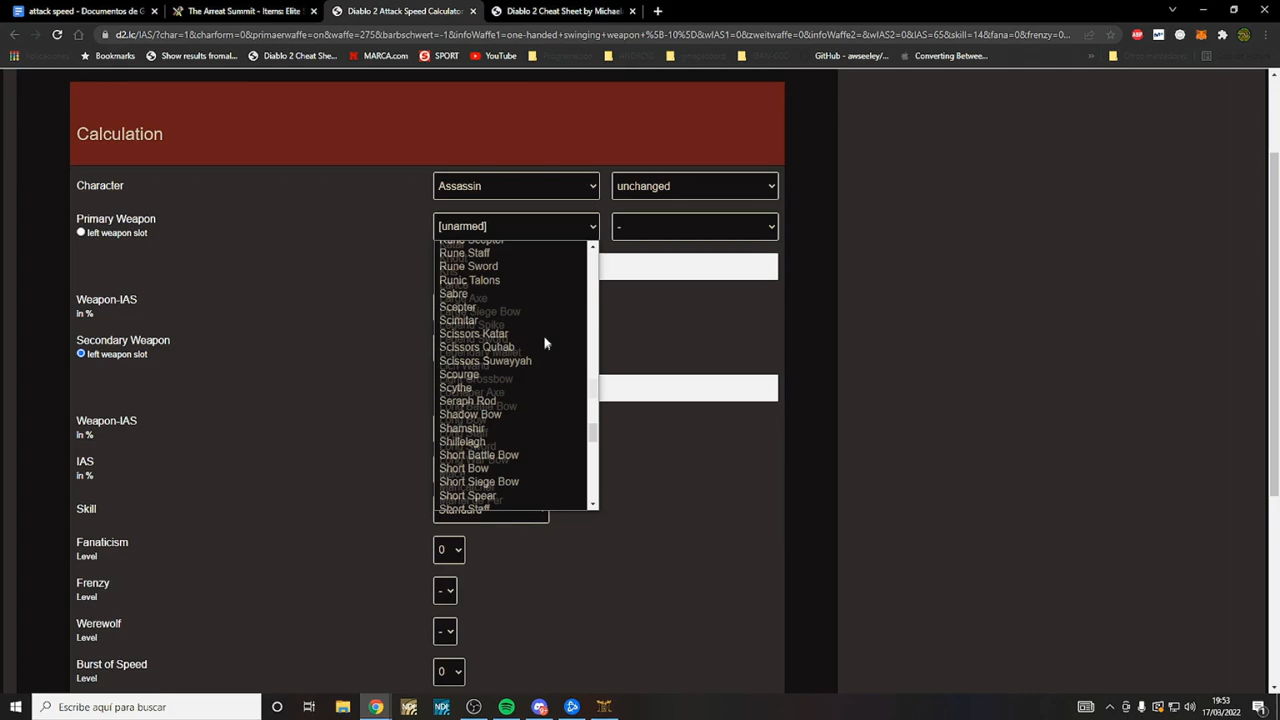 attack speed - Documentos de G
The Arreat Summit - Items: Elite
Diablo 2 Attack Speed Calculator
Diablo 2 Cheat Sheet by Michael
d2.lc/IAS/?char=1&charform=0&primaerwaffe=on&waffe=275&barbschwert=-1&infoWaffe1=one-handed swinging weapon +%5B-10%5D&wIAS1=0&zweitwaffe=0&infoWaffe2=&wIAS2=0&IAS=65&skill=14&fana=0&frenzy=0...
Bookmarks
Show results fromal...
Diablo 2 Cheat Shee...
MARCA.com
SPORT
YouTube
GitHub - awseeley/...
Converting Betwee...
Calculation
Character
Assassin
unchanged
Primary Weapon
left weapon slot
[unarmed]
-
Rune Scepter
Rune Staff
Rune Sword
Runic Talons
Sabre
Scepter
Scimitar
Scissors Katar
Scissors Quhab
Scissors Suwayyah
Scourge
Scythe
Seraph Rod
Shadow Bow
Shamshir
Shillelagh
Short Battle Bow
Short Bow
Short Siege Bow
Short Spear
Short Staff
Weapon-IAS
in %
Secondary Weapon
left weapon slot
Weapon-IAS
in %
IAS
in %
Skill
Standard
Fanaticism
Level
0
Frenzy
Level
-
Werewolf
Level
-
Burst of Speed
Level
0
Escribe aquí para buscar
19:53
17/03/2022